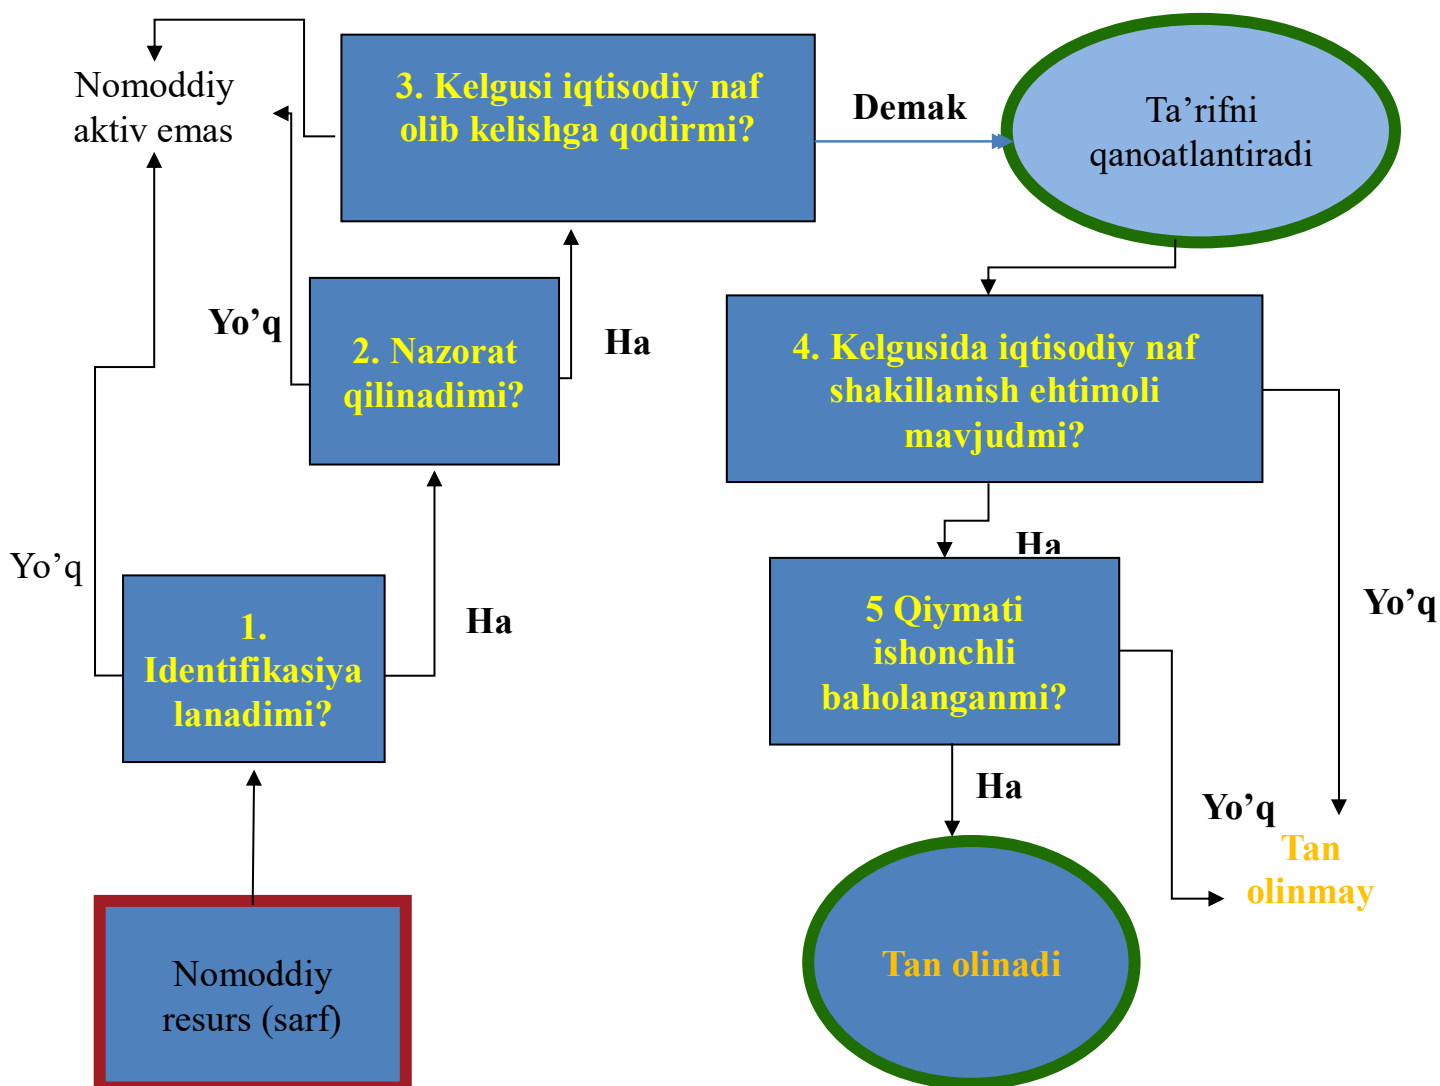 Nomoddiy
aktiv emas
3. Kelgusi iqtisodiy naf
olib kelishga qodirmi?
Demak
Ta’rifni
qanoatlantiradi
Yo’q
2. Nazorat
qilinadimi?
Ha
4. Kelgusida iqtisodiy naf
shakillanish ehtimoli
mavjudmi?
Yo’q
Ha
Yo’q
1.
Identifikasiya
lanadimi?
Ha
5 Qiymati
ishonchli
baholanganmi?
Ha
Yo’q
Tan
olinmay
Nomoddiy
resurs (sarf)
Tan olinadi